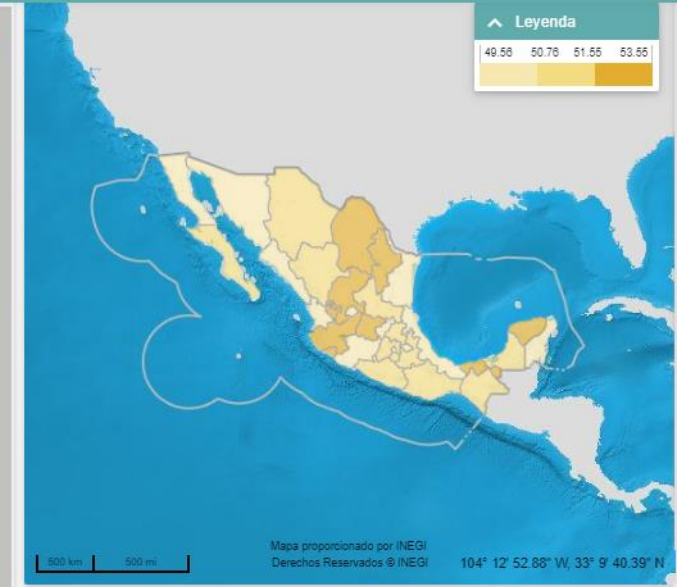 Leyenda
49.56 50.76 51.55 53.55
Mapa proporcionado por INEGI
Derechos Reservados © INEGI
500 km 500 mi
104° 12' 52.88" W, 33° 9' 40.39" N